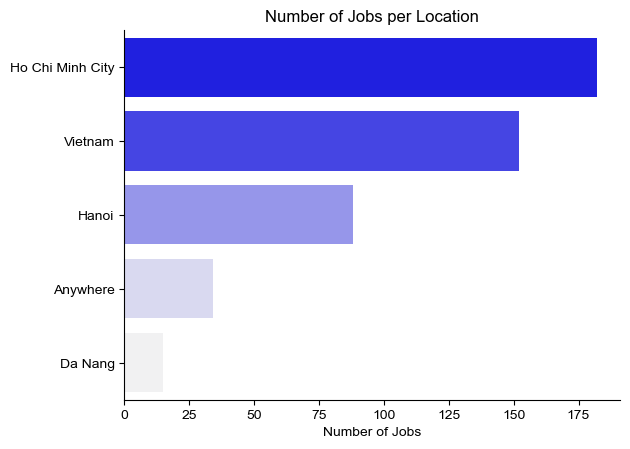 Number of Jobs per Location
Ho Chi Minh City
Vietnam
Hanoi
Anywhere
Da Nang
0 25 50 75 100 125 150 175
Number of Jobs